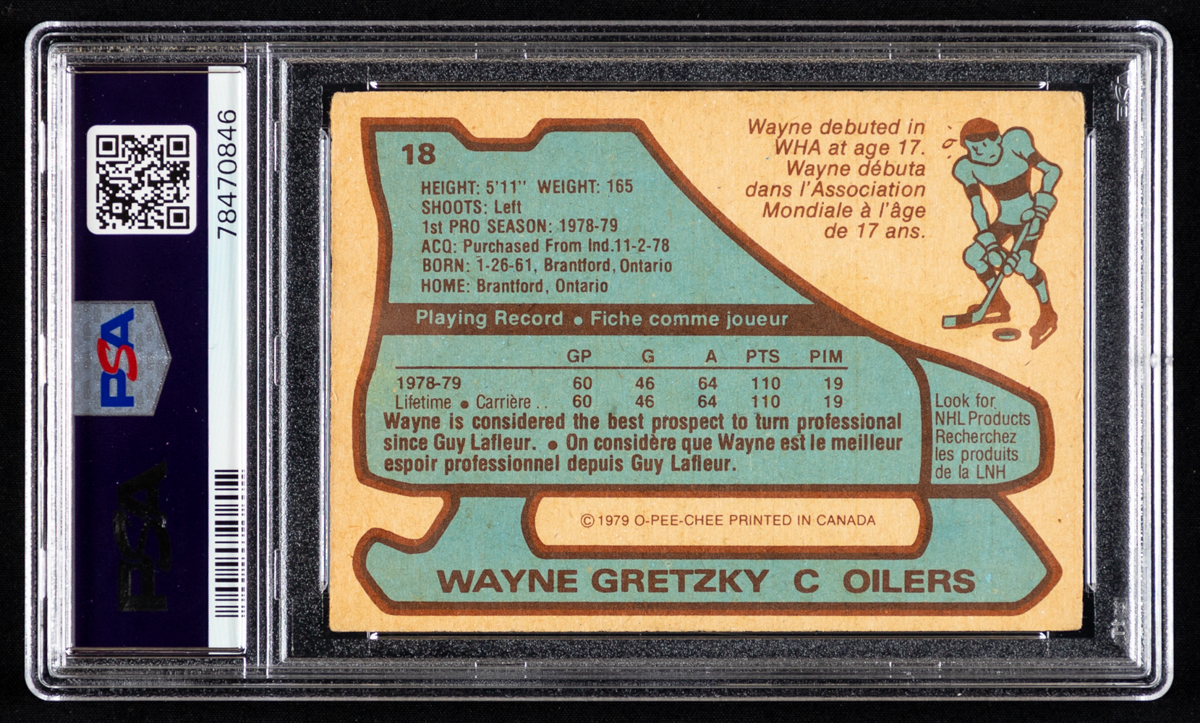 78470846
PSA
PSA
18
HEIGHT: 5'11" WEIGHT: 165
SHOOTS: Left
1st PRO SEASON: 1978-79
ACQ: Purchased From Ind.11-2-78
BORN: 1-26-61, Brantford, Ontario
HOME: Brantford, Ontario
Wayne debuted in
WHA at age 17.
Wayne débuta
dans l'Association
Mondiale à l'âge
de 17 ans.
Playing Record • Fiche comme joueur
GP G A PTS PIM
1978-79 60 46 64 110 19
Lifetime • Carrière .. 60 46 64 110 19
Wayne is considered the best prospect to turn professional
since Guy Lafleur. • On considère que Wayne est le meilleur
espoir professionnel depuis Guy Lafleur.
Look for
NHL Products
Recherchez
les produits
de la LNH
© 1979 O-PEE-CHEE PRINTED IN CANADA
WAYNE GRETZKY C OILERS